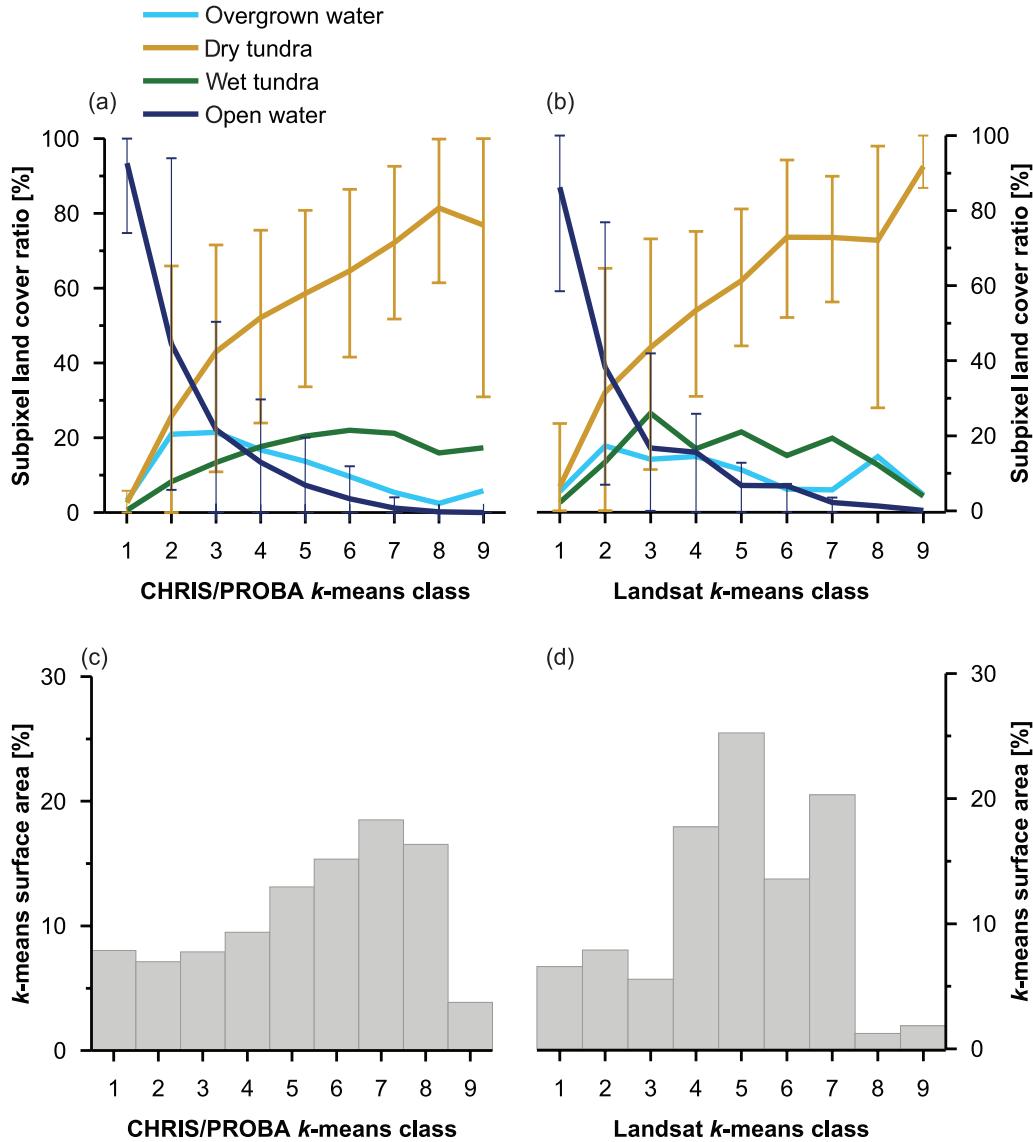 Overgrown water
Dry tundra
Wet tundra
Open water
(a)
(b)
Subpixel land cover ratio [%]
100
80
60
40
20
0
1 2 3 4 5 6 7 8 9
CHRIS/PROBA k-means class
100
80
60
40
20
0
Subpixel land cover ratio [%]
1 2 3 4 5 6 7 8 9
Landsat k-means class
(c)
(d)
k-means surface area [%]
30
20
10
0
1 2 3 4 5 6 7 8 9
CHRIS/PROBA k-means class
30
20
10
0
k-means surface area [%]
1 2 3 4 5 6 7 8 9
Landsat k-means class